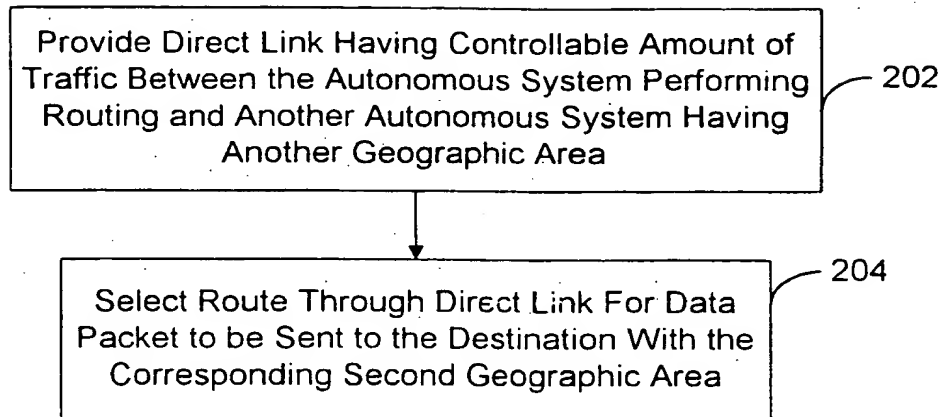 Provide Direct Link Having Controllable Amount of
Traffic Between the Autonomous System Performing
Routing and Another Autonomous System Having
Another Geographic Area
202
204
Select Route Through Direct Link For Data
Packet to be Sent to the Destination With the
Corresponding Second Geographic Area